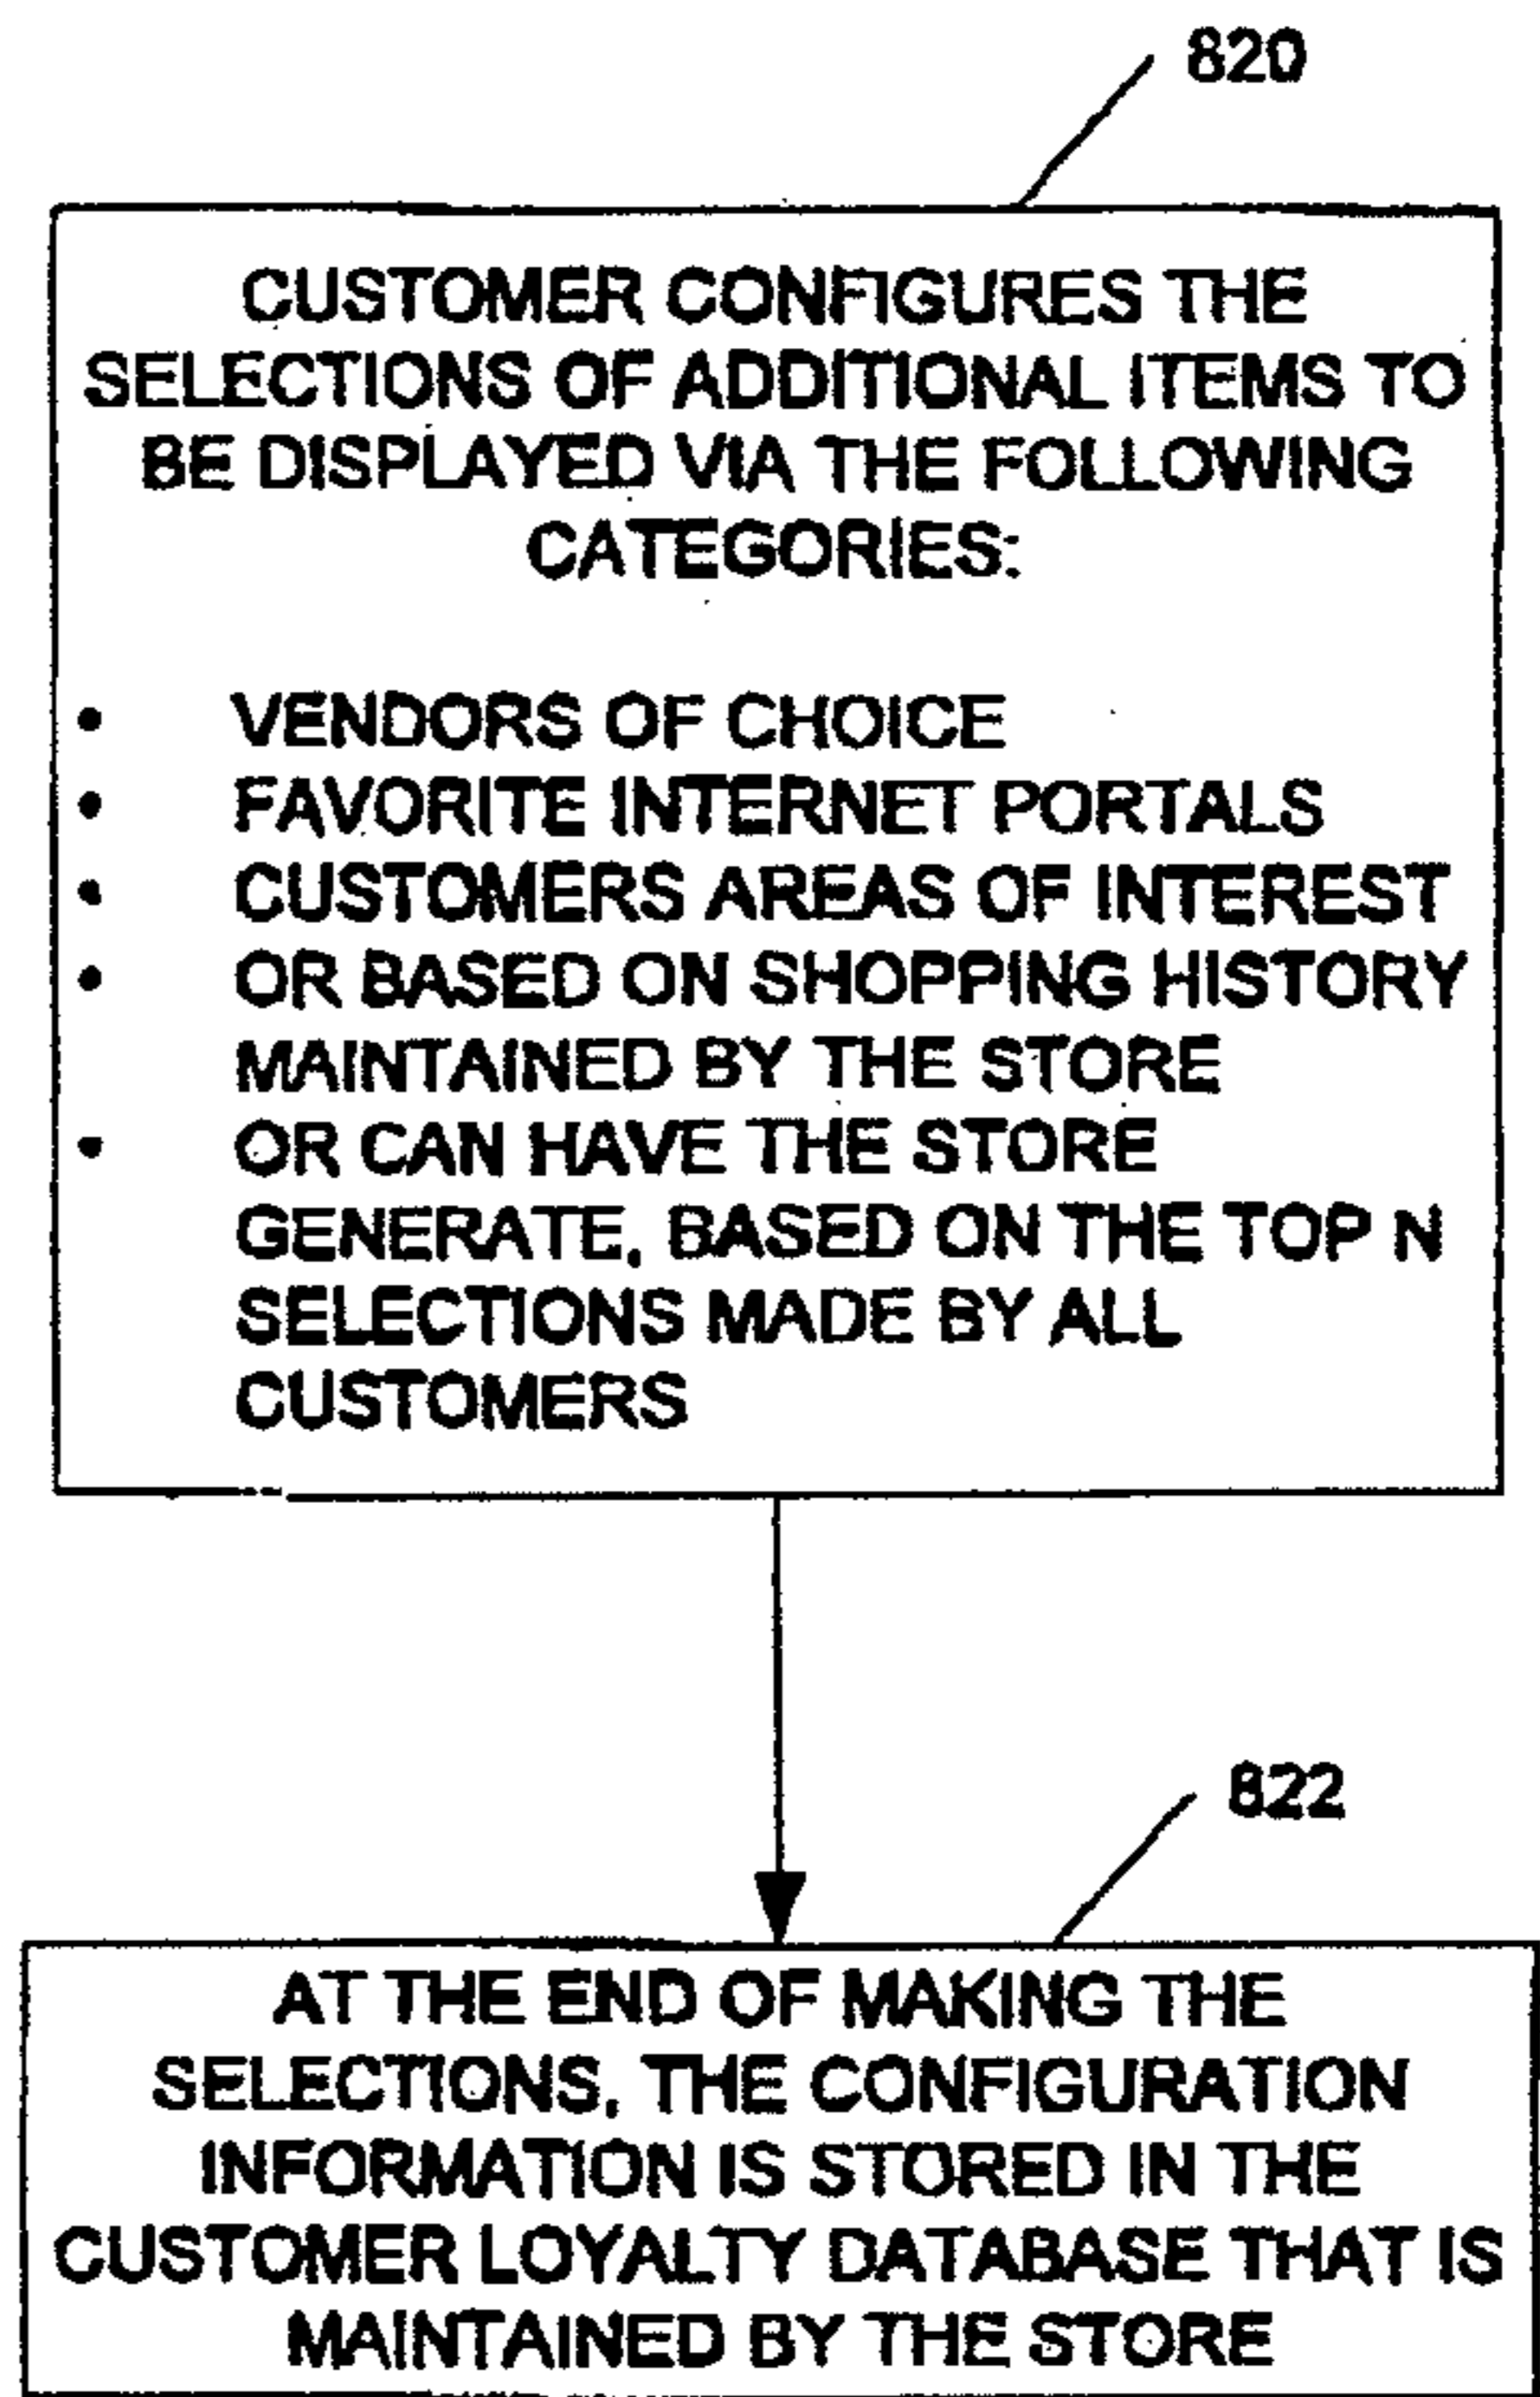 820
CUSTOMER CONFIGURES THE
SELECTIONS OF ADDITIONAL ITEMS TO
BE DISPLAYED VIA THE FOLLOWING
CATEGORIES:
• VENDORS OF CHOICE
• FAVORITE INTERNET PORTALS
• CUSTOMERS AREAS OF INTEREST
• OR BASED ON SHOPPING HISTORY
MAINTAINED BY THE STORE
• OR CAN HAVE THE STORE
GENERATE, BASED ON THE TOP N
SELECTIONS MADE BY ALL
CUSTOMERS
822
AT THE END OF MAKING THE
SELECTIONS, THE CONFIGURATION
INFORMATION IS STORED IN THE
CUSTOMER LOYALTY DATABASE THAT IS
MAINTAINED BY THE STORE